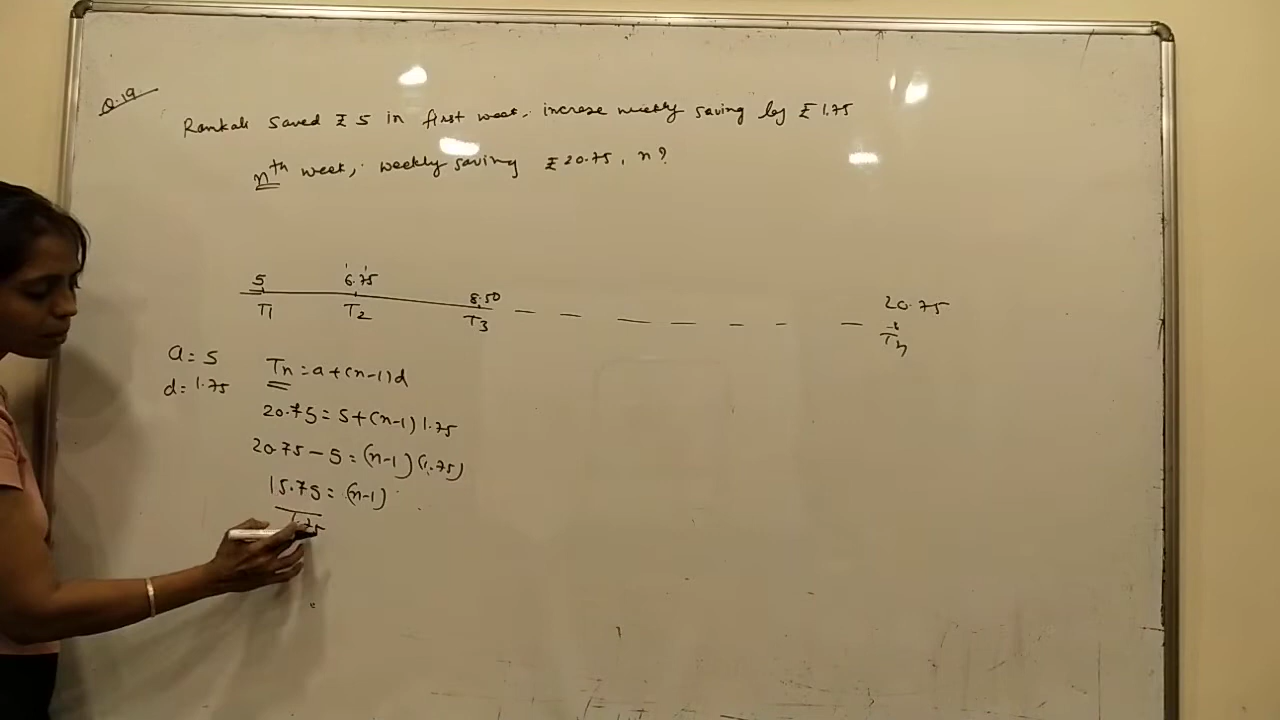 Q.19.
Ramkali Saved ₹ 5 in first week, increase weekly saving by ₹ 1.75
nth week, weekly saving ₹ 20.75, n?
5 6.75 8.50 20.75
T1 T2 T3 Tn
a = 5 Tn = a+(n-1)d
d = 1.75
20.75 = 5+(n-1) 1.75
20.75 - 5 = (n-1) (1.75)
15.75 = (n-1)
1.75